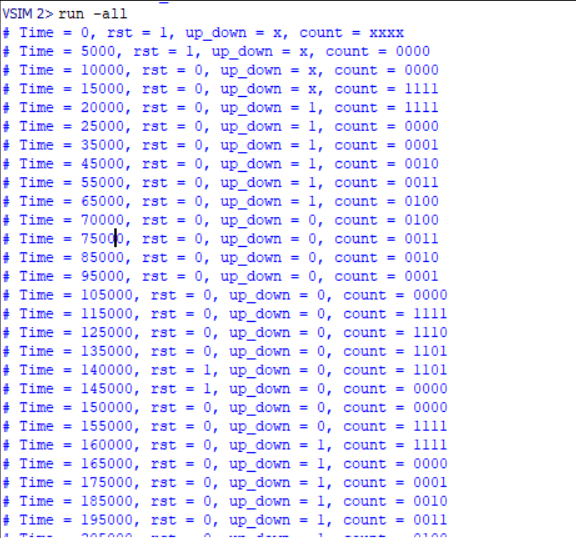 VSIM 2> run -all
# Time = 0, rst = 1, up_down = x, count = xxxx
# Time = 5000, rst = 1, up_down = x, count = 0000
# Time = 10000, rst = 0, up_down = x, count = 0000
# Time = 15000, rst = 0, up_down = x, count = 1111
# Time = 20000, rst = 0, up_down = 1, count = 1111
# Time = 25000, rst = 0, up_down = 1, count = 0000
# Time = 35000, rst = 0, up_down = 1, count = 0001
# Time = 45000, rst = 0, up_down = 1, count = 0010
# Time = 55000, rst = 0, up_down = 1, count = 0011
# Time = 65000, rst = 0, up_down = 1, count = 0100
# Time = 70000, rst = 0, up_down = 0, count = 0100
# Time = 75000, rst = 0, up_down = 0, count = 0011
# Time = 85000, rst = 0, up_down = 0, count = 0010
# Time = 95000, rst = 0, up_down = 0, count = 0001
# Time = 105000, rst = 0, up_down = 0, count = 0000
# Time = 115000, rst = 0, up_down = 0, count = 1111
# Time = 125000, rst = 0, up_down = 0, count = 1110
# Time = 135000, rst = 0, up_down = 0, count = 1101
# Time = 140000, rst = 1, up_down = 0, count = 1101
# Time = 145000, rst = 1, up_down = 0, count = 0000
# Time = 150000, rst = 0, up_down = 0, count = 0000
# Time = 155000, rst = 0, up_down = 0, count = 1111
# Time = 160000, rst = 0, up_down = 1, count = 1111
# Time = 165000, rst = 0, up_down = 1, count = 0000
# Time = 175000, rst = 0, up_down = 1, count = 0001
# Time = 185000, rst = 0, up_down = 1, count = 0010
# Time = 195000, rst = 0, up_down = 1, count = 0011